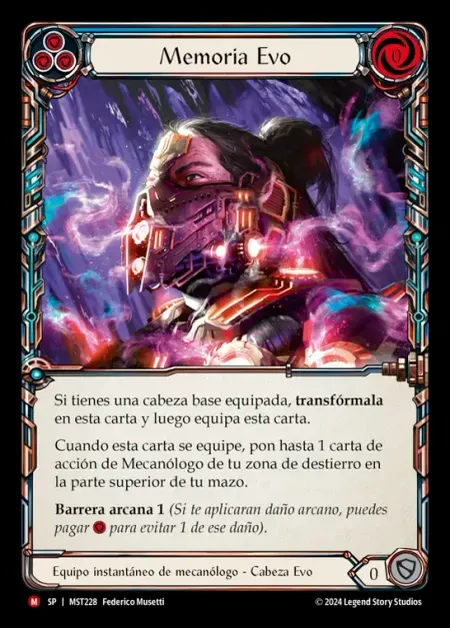 Memoria Evo
0
Si tienes una cabeza base equipada, transfórmala
en esta carta y luego equipa esta carta.
Cuando esta carta se equipe, pon hasta 1 carta de
acción de Mecanólogo de tu zona de destierro en
la parte superior de tu mazo.
Barrera arcana 1 (Si te aplicaran daño arcano, puedes
pagar para evitar 1 de ese daño).
Equipo instantáneo de mecanólogo - Cabeza Evo
0
M SP | MST228 Federico Musetti
© 2024 Legend Story Studios